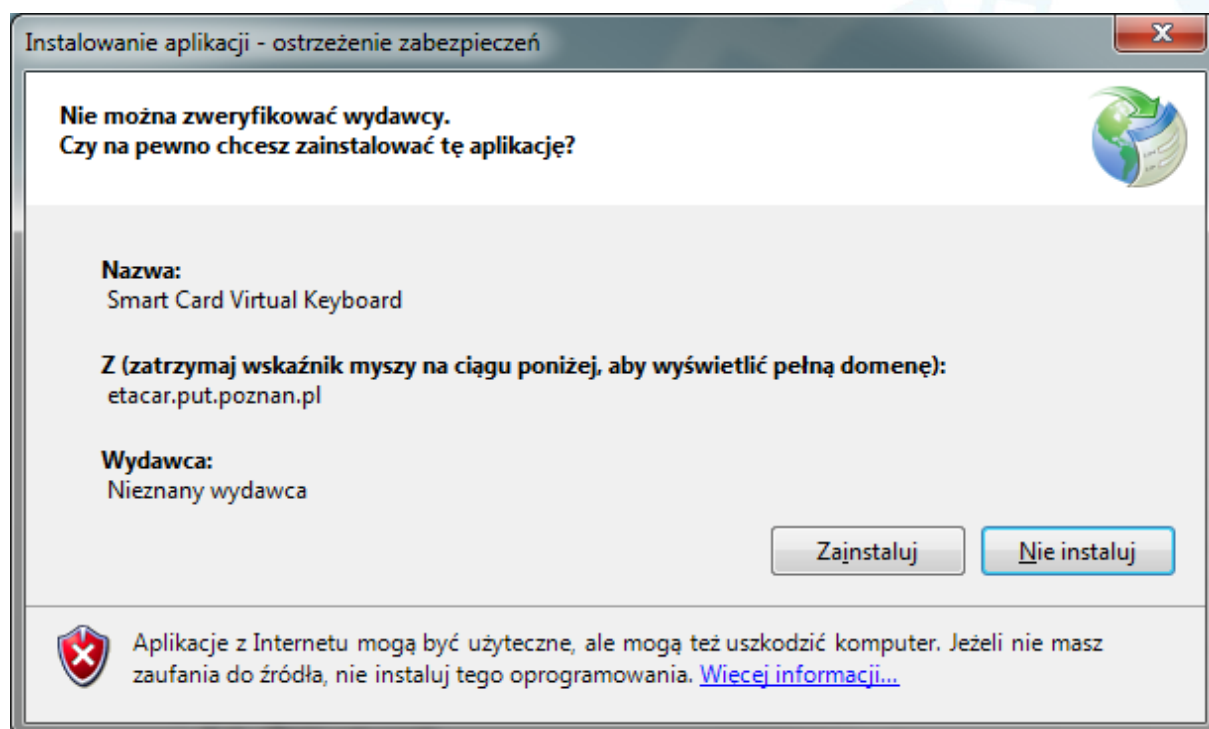 Instalowanie aplikacji - ostrzeżenie zabezpieczeń
Nie można zweryfikować wydawcy.
Czy na pewno chcesz zainstalować tę aplikację?
Nazwa:
Smart Card Virtual Keyboard
Z (zatrzymaj wskaźnik myszy na ciągu poniżej, aby wyświetlić pełną domenę):
etacar.put.poznan.pl
Wydawca:
Nieznany wydawca
Zainstaluj
Nie instaluj
Aplikacje z Internetu mogą być użyteczne, ale mogą też uszkodzić komputer. Jeżeli nie masz
zaufania do źródła, nie instaluj tego oprogramowania. Więcej informacji...